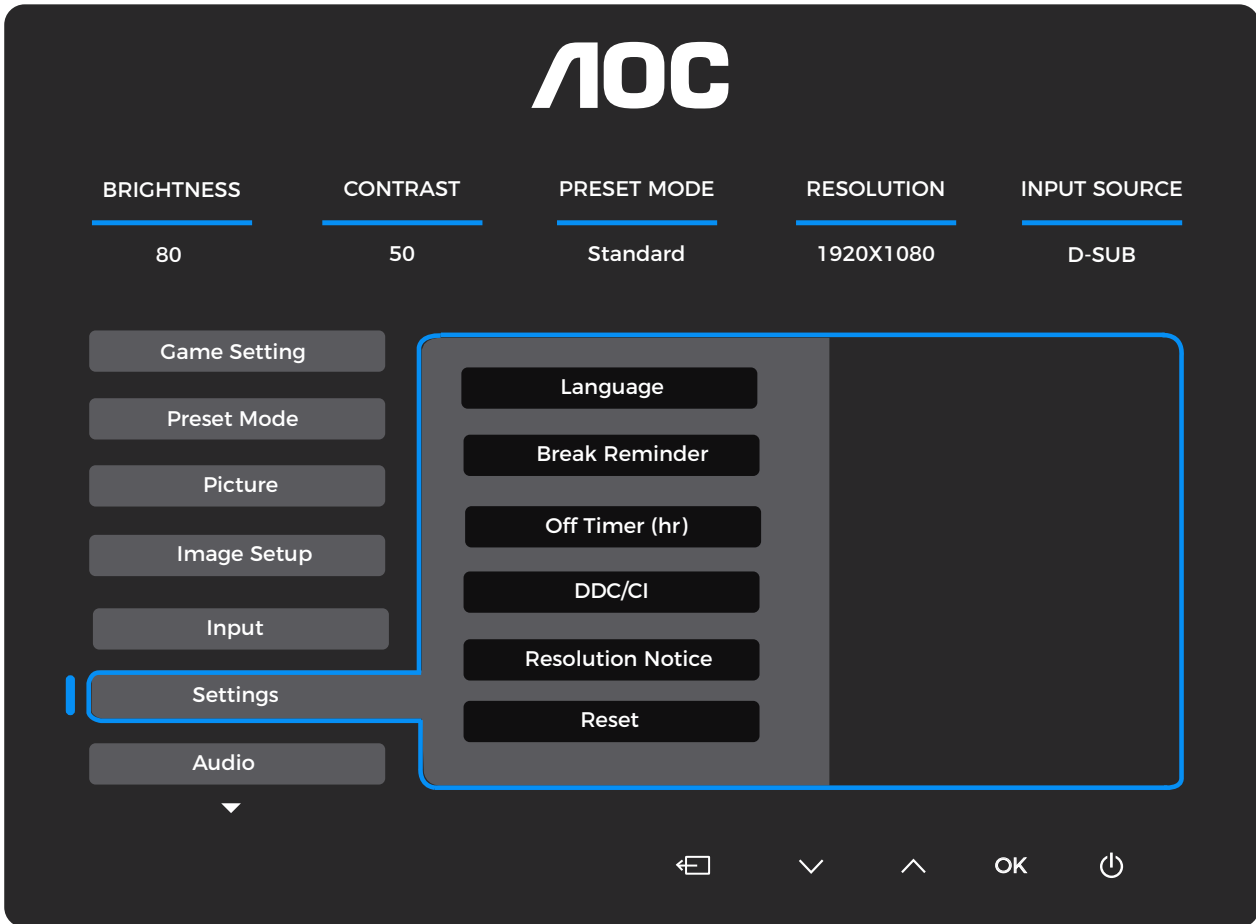 AOC
BRIGHTNESS CONTRAST PRESET MODE RESOLUTION INPUT SOURCE
80 50 Standard 1920X1080 D-SUB
Game Setting
Preset Mode
Picture
Image Setup
Input
Settings
Audio
Language
Break Reminder
Off Timer (hr)
DDC/CI
Resolution Notice
Reset
OK